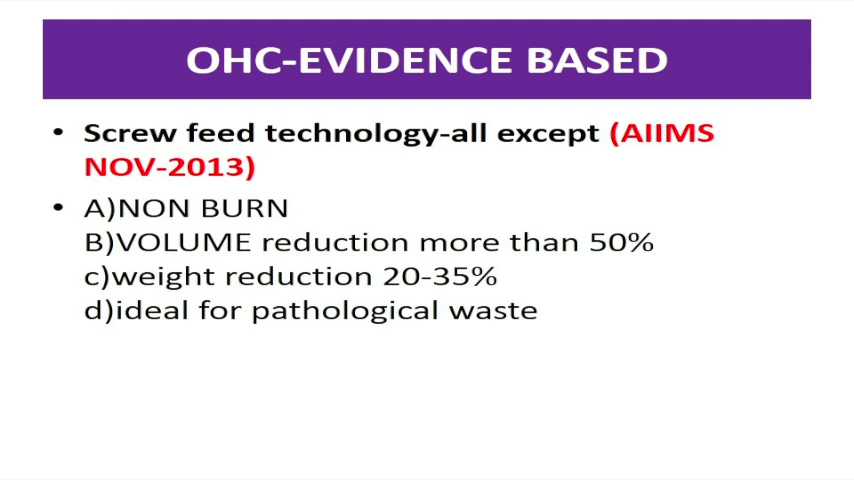 OHC-EVIDENCE BASED
• Screw feed technology-all except (AIIMS
NOV-2013)
• A)NON BURN
B)VOLUME reduction more than 50%
c)weight reduction 20-35%
d)ideal for pathological waste